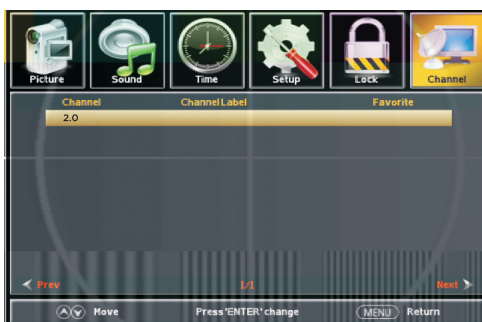 Picture Sound Time Setup Lock Channel
Channel Channel Label Favorite
2.0
Prev 1/1 Next
Move Press 'ENTER' change MENU Return